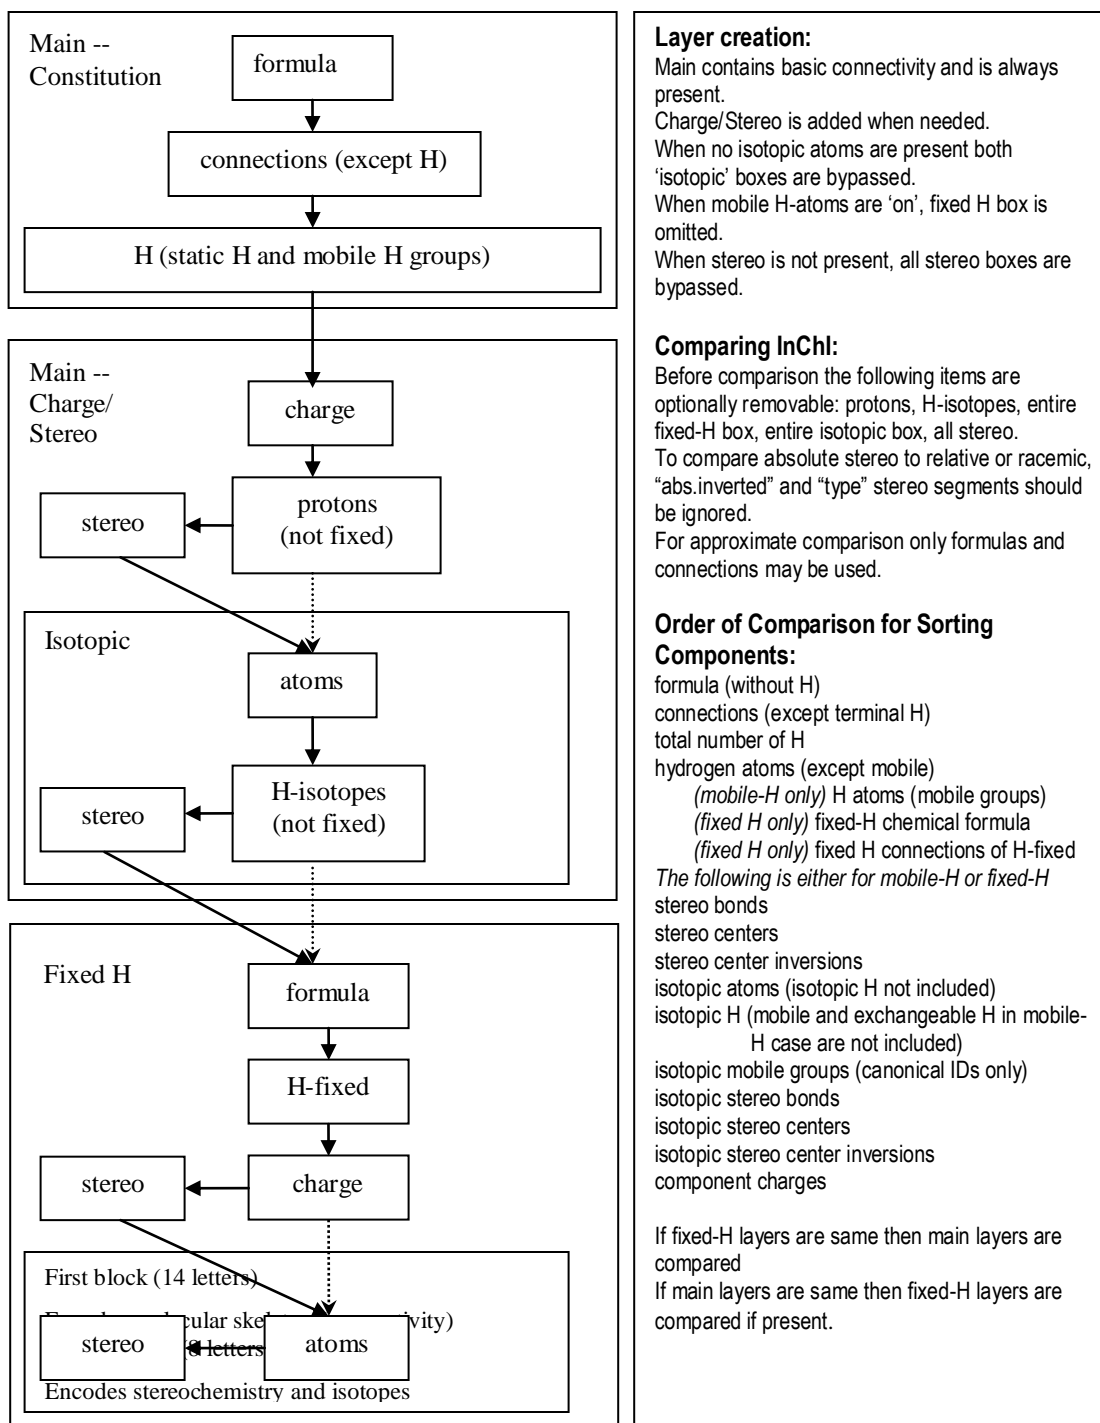 Main --
Constitution
formula
connections (except H)
H (static H and mobile H groups)
Main --
Charge/
Stereo
charge
protons
(not fixed)
stereo
Isotopic
atoms
H-isotopes
(not fixed)
stereo
Fixed H
formula
H-fixed
charge
stereo
First block (14 letters)
letters
stereo
atoms
Encodes stereochemistry and isotopes
Layer creation:
Main contains basic connectivity and is always
present.
Charge/Stereo is added when needed.
When no isotopic atoms are present both
‘isotopic’ boxes are bypassed.
When mobile H-atoms are ‘on’, fixed H box is
omitted.
When stereo is not present, all stereo boxes are
bypassed.
Comparing InChI:
Before comparison the following items are
optionally removable: protons, H-isotopes, entire
fixed-H box, entire isotopic box, all stereo.
To compare absolute stereo to relative or racemic,
“abs.inverted” and “type” stereo segments should
be ignored.
For approximate comparison only formulas and
connections may be used.
Order of Comparison for Sorting
Components:
formula (without H)
connections (except terminal H)
total number of H
hydrogen atoms (except mobile)
(mobile-H only) H atoms (mobile groups)
(fixed H only) fixed-H chemical formula
(fixed H only) fixed H connections of H-fixed
The following is either for mobile-H or fixed-H
stereo bonds
stereo centers
stereo center inversions
isotopic atoms (isotopic H not included)
isotopic H (mobile and exchangeable H in mobile-
H case are not included)
isotopic mobile groups (canonical IDs only)
isotopic stereo bonds
isotopic stereo centers
isotopic stereo center inversions
component charges
If fixed-H layers are same then main layers are
compared
If main layers are same then fixed-H layers are
compared if present.